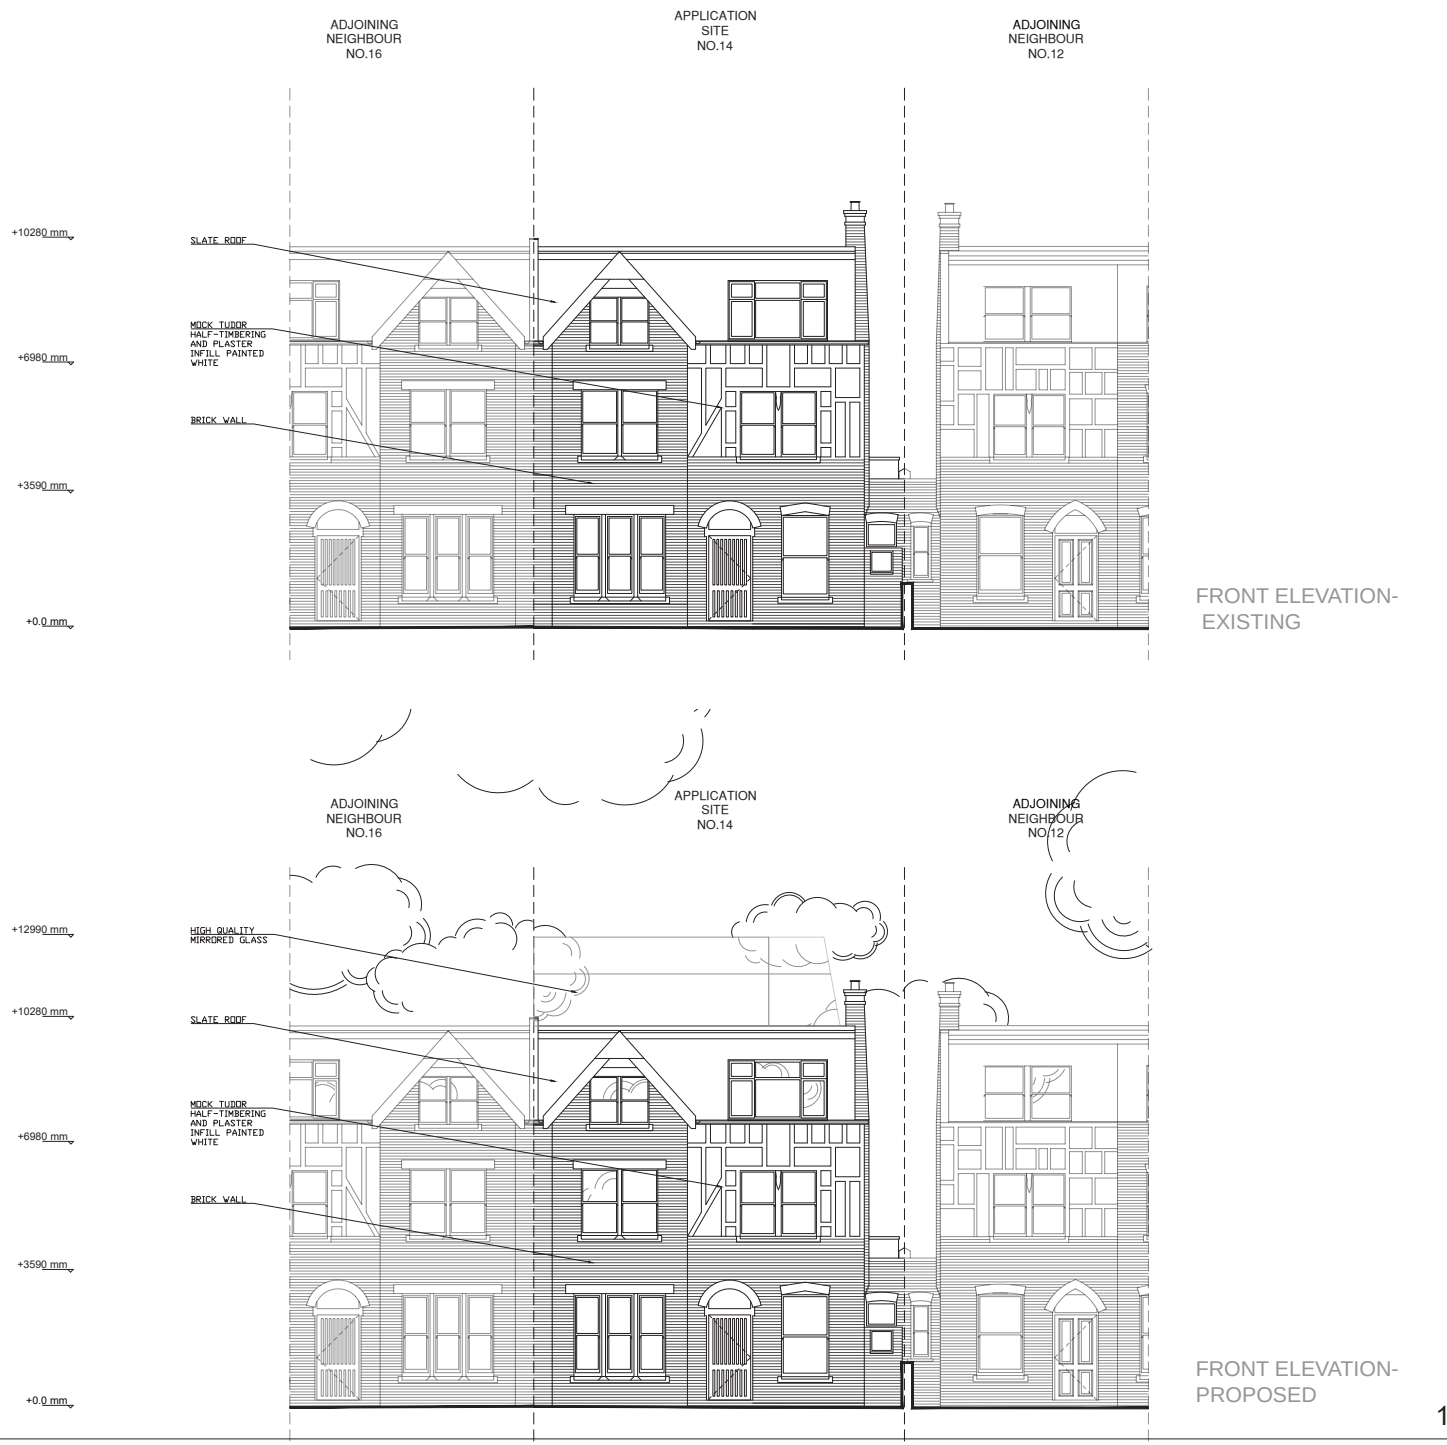 ADJOINING
NEIGHBOUR
NO.16
APPLICATION
SITE
NO.14
ADJOINING
NEIGHBOUR
NO.12
+10280 mm
SLATE ROOF
MOCK TUDOR
HALF-TIMBERING
AND PLASTER
INFILL PAINTED
WHITE
+6980 mm
BRICK WALL
+3590 mm
+0.0 mm
FRONT ELEVATION-
EXISTING
ADJOINING
NEIGHBOUR
NO.16
APPLICATION
SITE
NO.14
ADJOINING
NEIGHBOUR
NO.12
+12990 mm
HIGH QUALITY
MIRRORED GLASS
+10280 mm
SLATE ROOF
MOCK TUDOR
HALF-TIMBERING
AND PLASTER
INFILL PAINTED
WHITE
+6980 mm
BRICK WALL
+3590 mm
+0.0 mm
FRONT ELEVATION-
PROPOSED
1